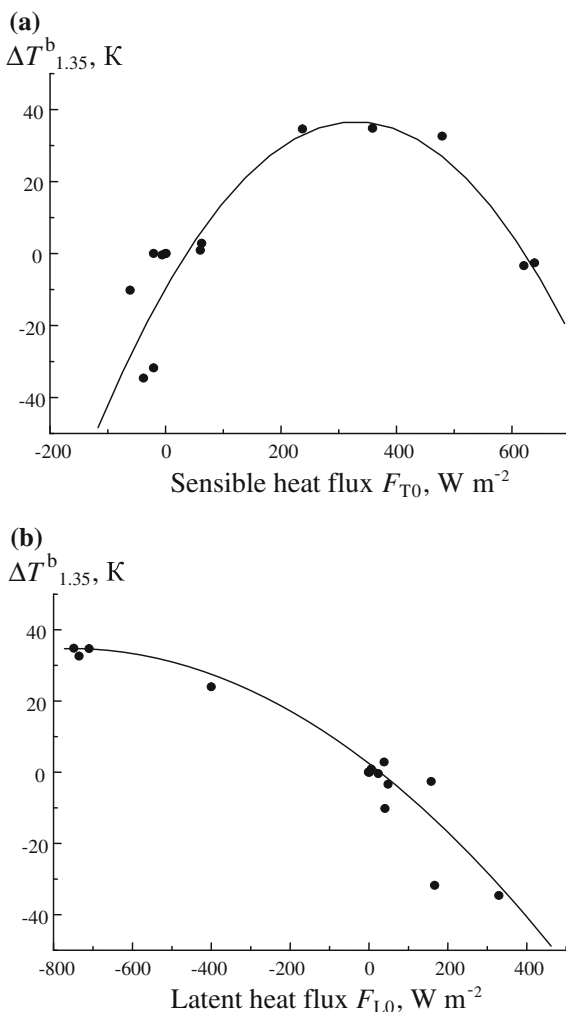 (a)
ΔT^b_1.35, K
40
20
0
-20
-40
-200 0 200 400 600
Sensible heat flux F_T0, W m^-2
(b)
ΔT^b_1.35, K
40
20
0
-20
-40
-800 -600 -400 -200 0 200 400
Latent heat flux F_L0, W m^-2